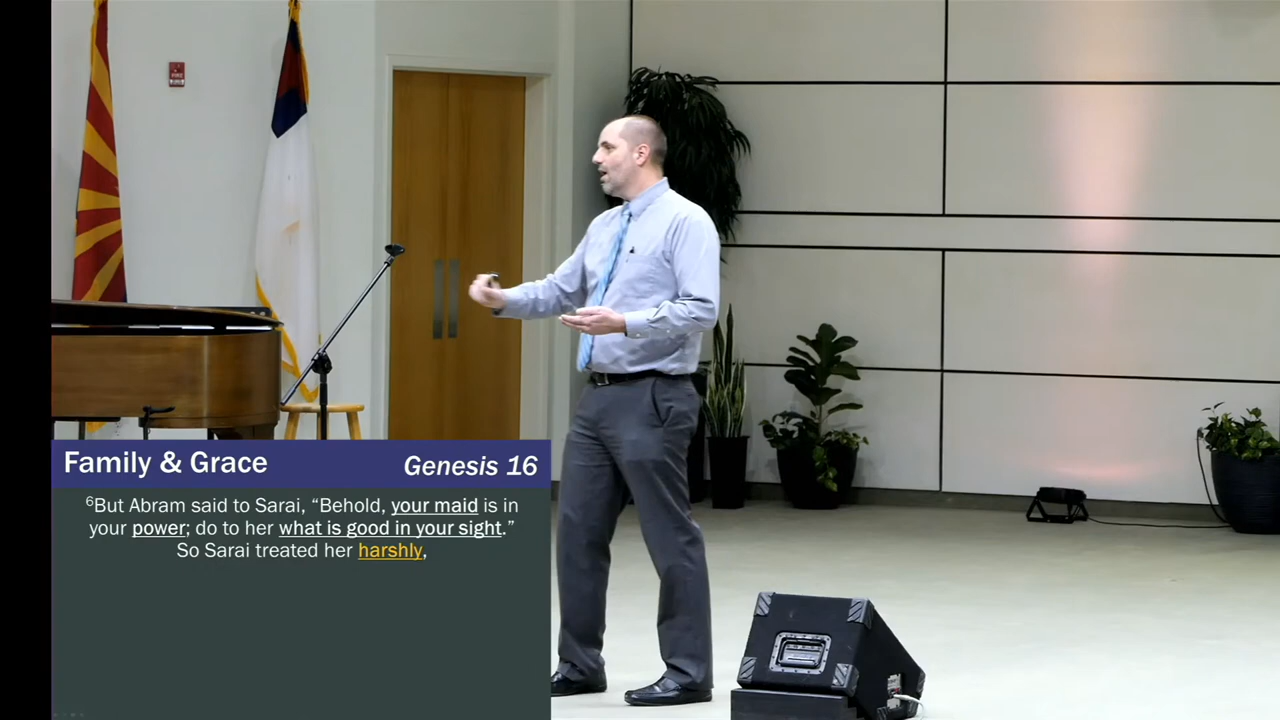 Family & Grace
Genesis 16
⁶But Abram said to Sarai, “Behold, your maid is in
your power; do to her what is good in your sight.”
So Sarai treated her harshly,